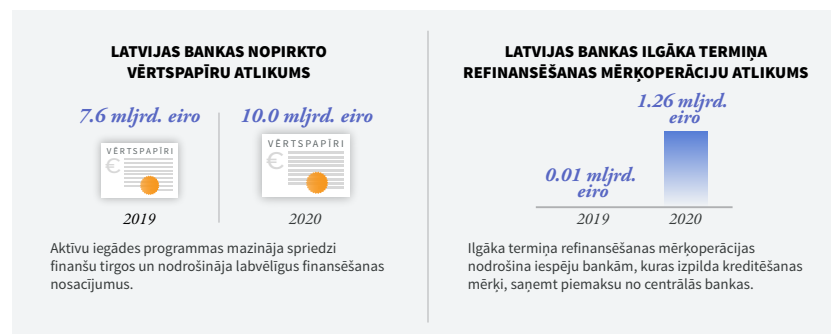 LATVIJAS BANKAS NOPIRKTO
VĒRTSPAPĪRU ATLIKUMS
7.6 mljrd. eiro
10.0 mljrd. eiro
VĒRTSPAPĪRI
€
VĒRTSPAPĪRI
€
2019
2020
Aktīvu iegādes programmas mazināja spriedzi
finanšu tirgos un nodrošināja labvēlīgus finansēšanas
nosacījumus.
LATVIJAS BANKAS ILGĀKA TERMIŅA
REFINANSĒŠANAS MĒRĶOPERĀCIJU ATLIKUMS
1.26 mljrd.
eiro
0.01 mljrd.
eiro
2019
2020
Ilgāka termiņa refinansēšanas mērķoperācijas
nodrošina iespēju bankām, kuras izpilda kreditēšanas
mērķi, saņemt piemaksu no centrālās bankas.